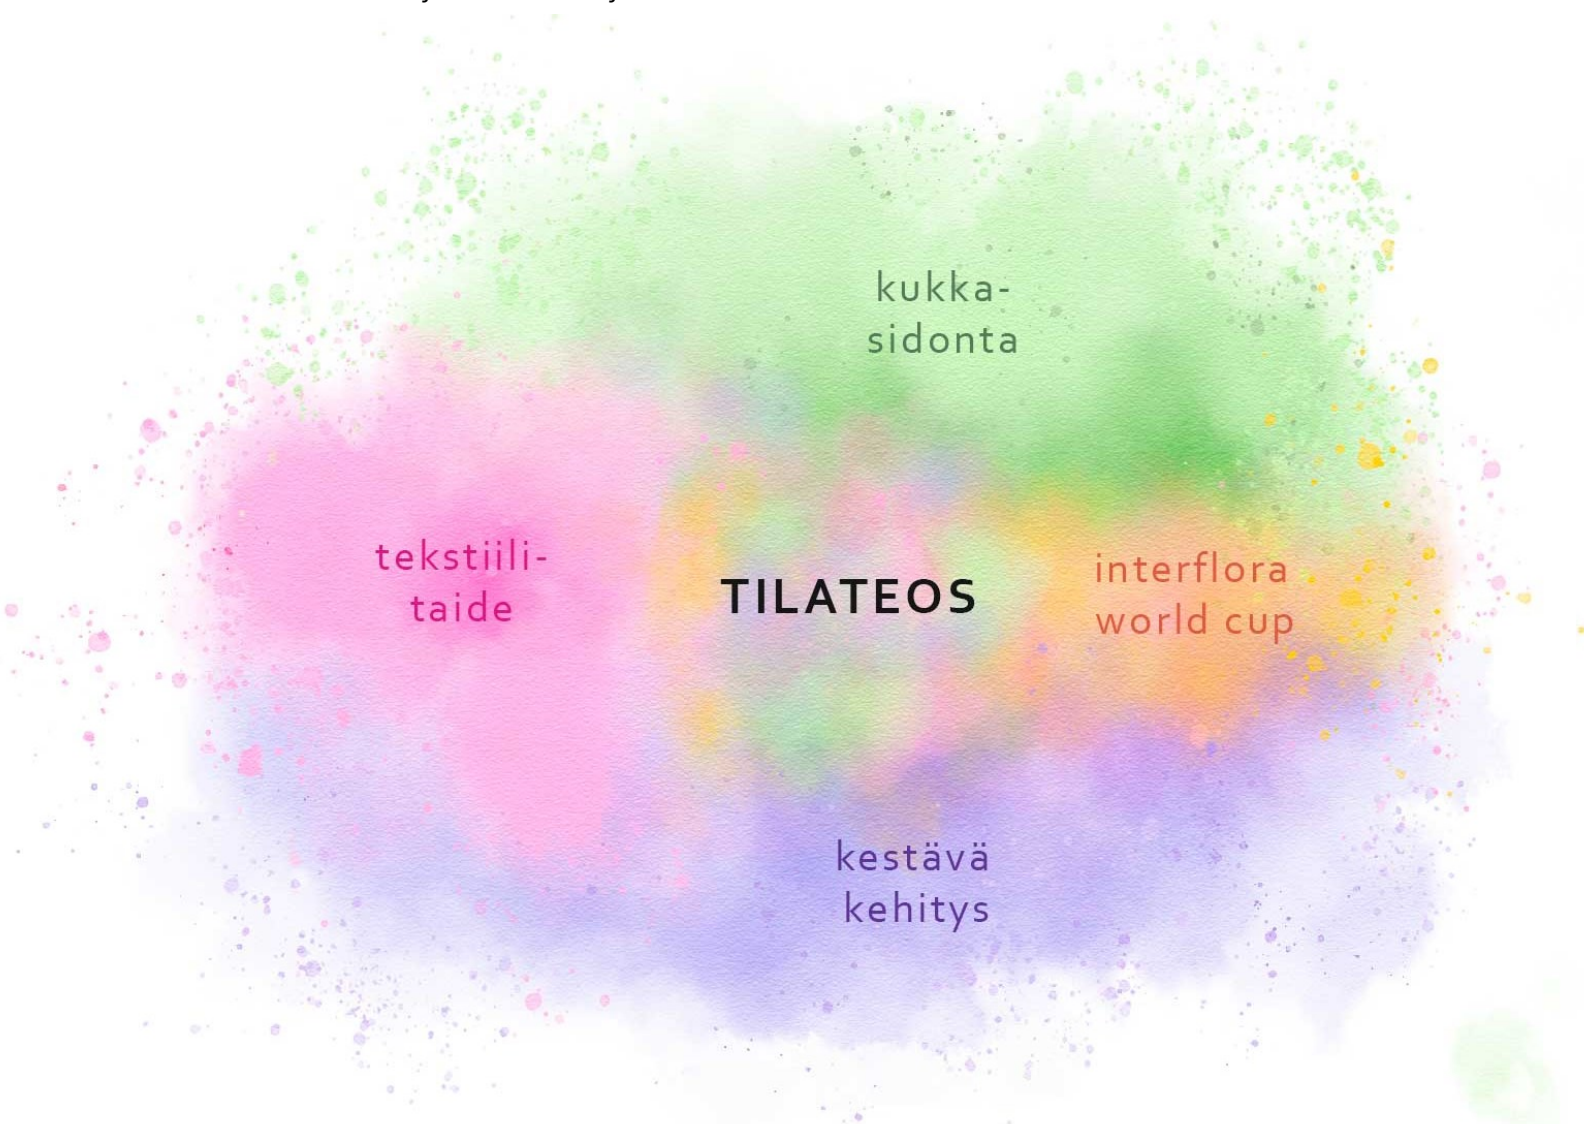 kukka-
sidonta
tekstiili-
taide
TILATEOS
interflora
world cup
kestävä
kehitys